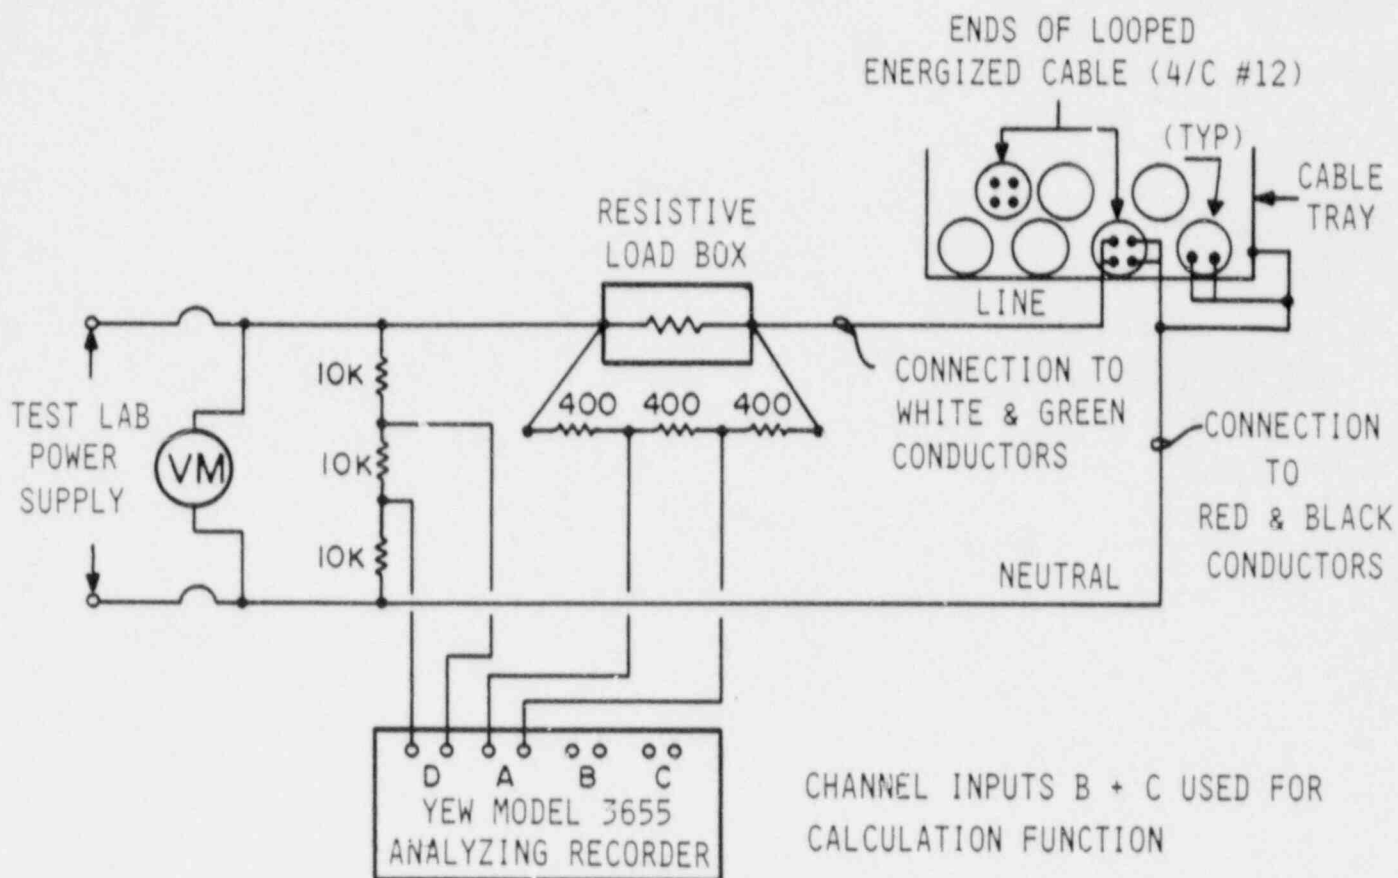 ENDS OF LOOPED
ENERGIZED CABLE (4/C #12)
(TYP)
CABLE
TRAY
RESISTIVE
LOAD BOX
LINE
10K
400 400 400
CONNECTION TO
WHITE & GREEN
CONDUCTORS
TEST LAB
POWER
SUPPLY
VM
10K
CONNECTION
TO
RED & BLACK
CONDUCTORS
10K
NEUTRAL
D A B C
YEW MODEL 3655
ANALYZING RECORDER
CHANNEL INPUTS B + C USED FOR
CALCULATION FUNCTION